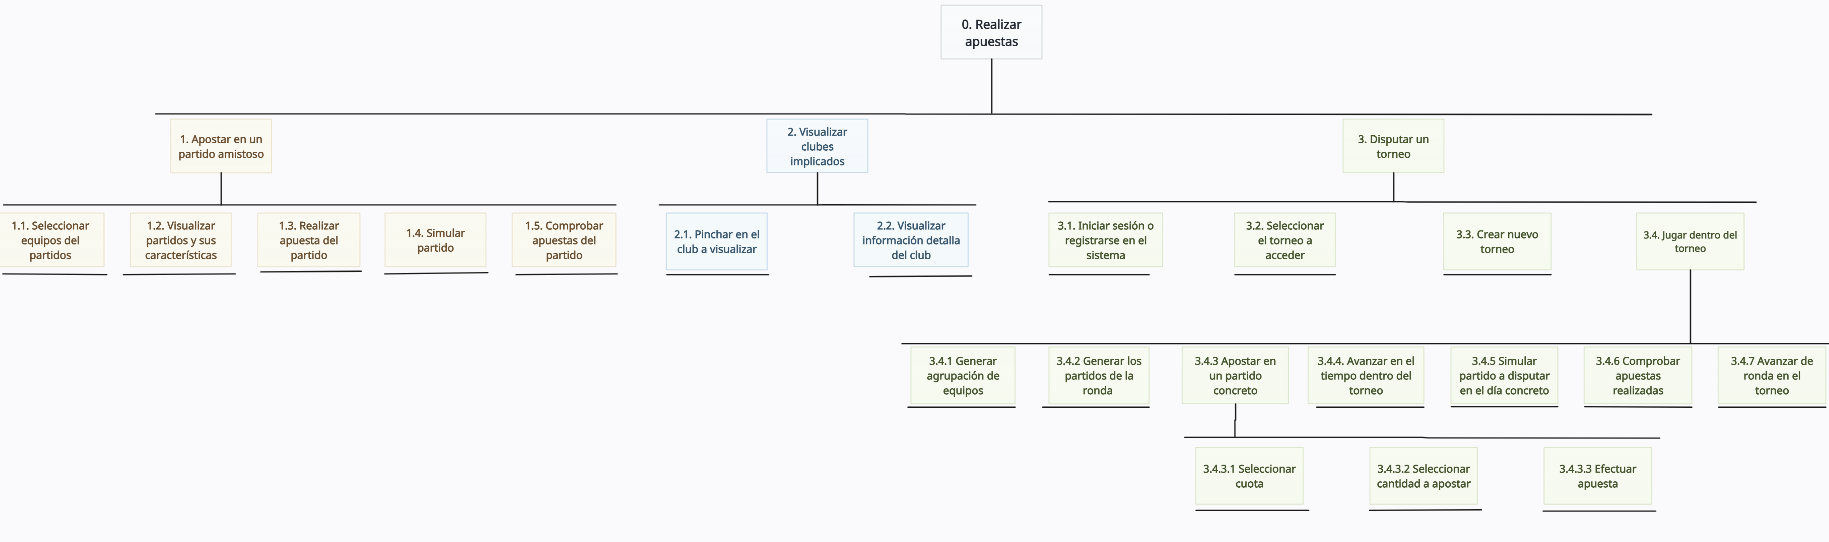 0. Realizar
apuestas
1. Apostar en un
partido amistoso
2. Visualizar
clubes
implicados
3. Disputar un
torneo
1.1. Seleccionar
equipos del
partidos
1.2. Visualizar
partidos y sus
características
1.3. Realizar
apuesta del
partido
1.4. Simular
partido
1.5. Comprobar
apuestas del
partido
2.1. Pinchar en el
club a visualizar
2.2. Visualizar
información detalla
del club
3.1. Iniciar sesión o
registrarse en el
sistema
3.2. Seleccionar
el torneo a
acceder
3.3. Crear nuevo
torneo
3.4. Jugar dentro del
torneo
3.4.1 Generar
agrupación de
equipos
3.4.2 Generar los
partidos de la
ronda
3.4.3 Apostar en
un partido
concreto
3.4.4. Avanzar en el
tiempo dentro del
torneo
3.4.5 Simular
partido a disputar
en el día concreto
3.4.6 Comprobar
apuestas
realizadas
3.4.7 Avanzar de
ronda en el
torneo
3.4.3.1 Seleccionar
cuota
3.4.3.2 Seleccionar
cantidad a apostar
3.4.3.3 Efectuar
apuesta